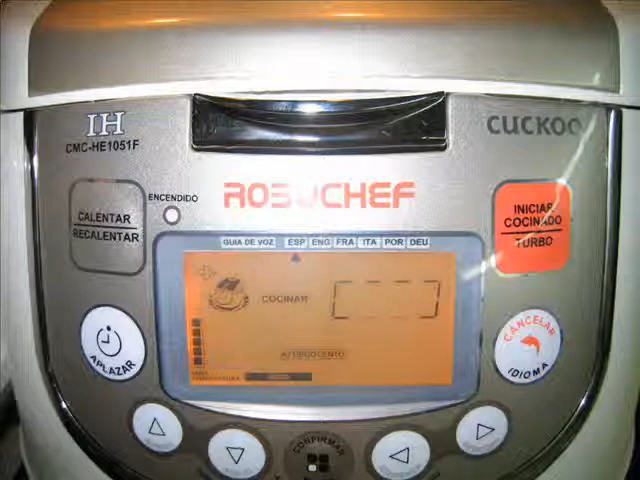 IH
CMC-HE1051F
CUCKOO
ROBOCHEF
ENCENDIDO
CALENTAR
RECALENTAR
INICIAR
COCINADO
TURBO
GUIA DE VOZ ESP ENG FRA ITA POR DEU
COCINAR
APLAZAR
CANCELAR
IDIOMA
CONFIRMAR